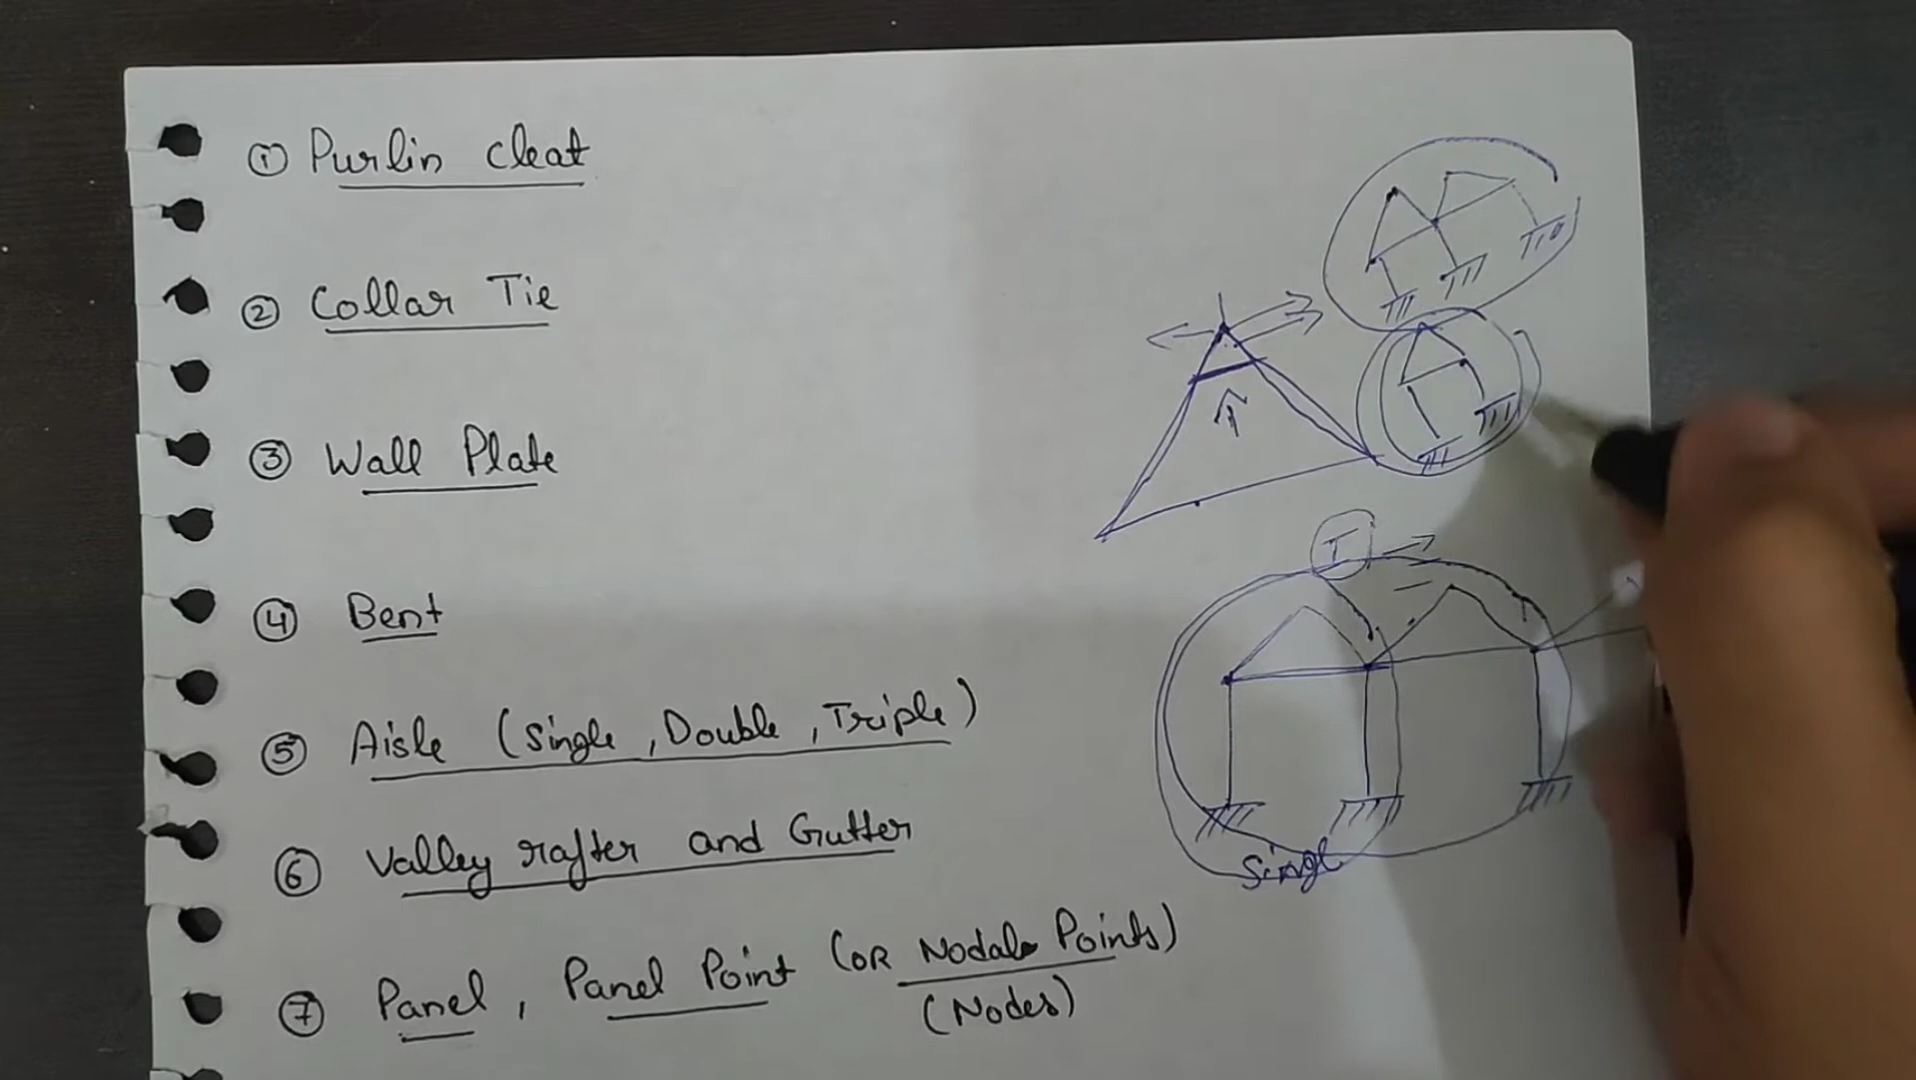 ① Purlin cleat
② Collar Tie
③ Wall Plate
④ Bent
⑤ Aisle (Single, Double, Triple)
⑥ Valley rafter and Gutter
⑦ Panel, Panel Point (OR Nodal Points)
(Nodes)
I
Singl